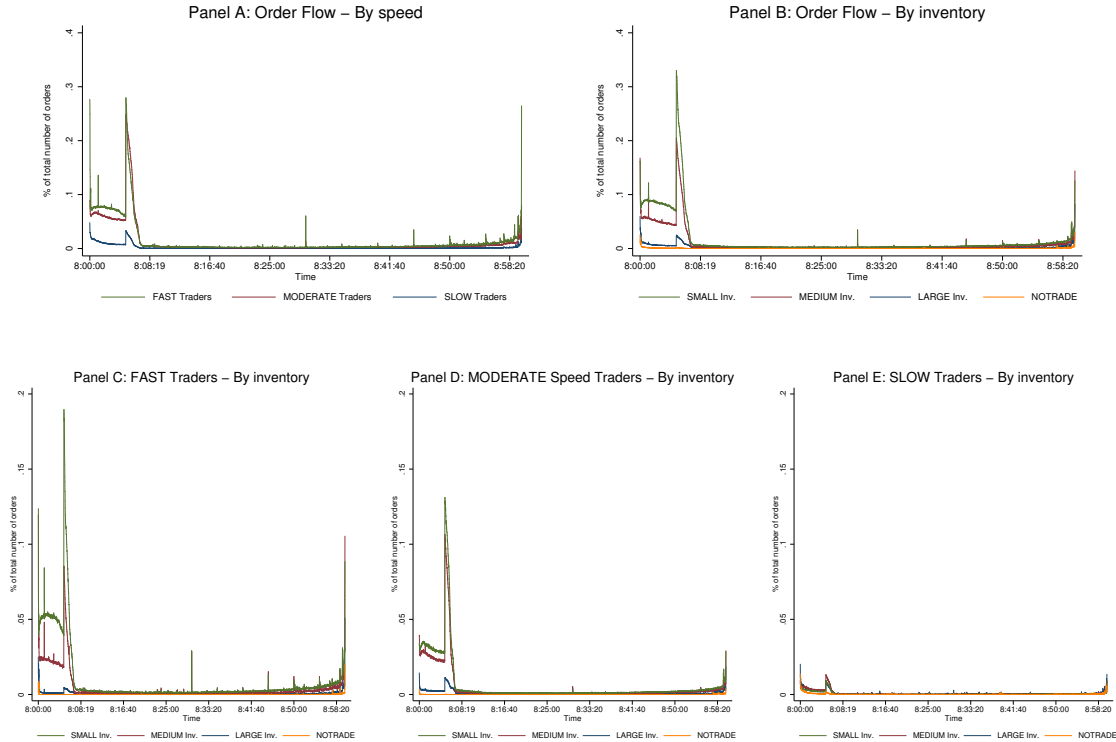 Panel A: Order Flow − By speed
% of total number of orders
.4
.3
.2
.1
0
8:00:00 8:08:19 8:16:40 8:25:00 8:33:20 8:41:40 8:50:00 8:58:20
Time
FAST Traders MODERATE Traders SLOW Traders
Panel B: Order Flow − By inventory
% of total number of orders
.4
.3
.2
.1
0
8:00:00 8:08:19 8:16:40 8:25:00 8:33:20 8:41:40 8:50:00 8:58:20
Time
SMALL Inv. MEDIUM Inv. LARGE Inv. NOTRADE
Panel C: FAST Traders − By inventory
% of total number of orders
.2
.15
.1
.05
0
8:00:00 8:08:19 8:16:40 8:25:00 8:33:20 8:41:40 8:50:00 8:58:20
Time
SMALL Inv. MEDIUM Inv. LARGE Inv. NOTRADE
Panel D: MODERATE Speed Traders − By inventory
% of total number of orders
.2
.15
.1
.05
0
8:00:00 8:08:19 8:16:40 8:25:00 8:33:20 8:41:40 8:50:00 8:58:20
Time
SMALL Inv. MEDIUM Inv. LARGE Inv. NOTRADE
Panel E: SLOW Traders − By inventory
% of total number of orders
.2
.15
.1
.05
0
8:00:00 8:08:19 8:16:40 8:25:00 8:33:20 8:41:40 8:50:00 8:58:20
Time
SMALL Inv. MEDIUM Inv. LARGE Inv. NOTRADE